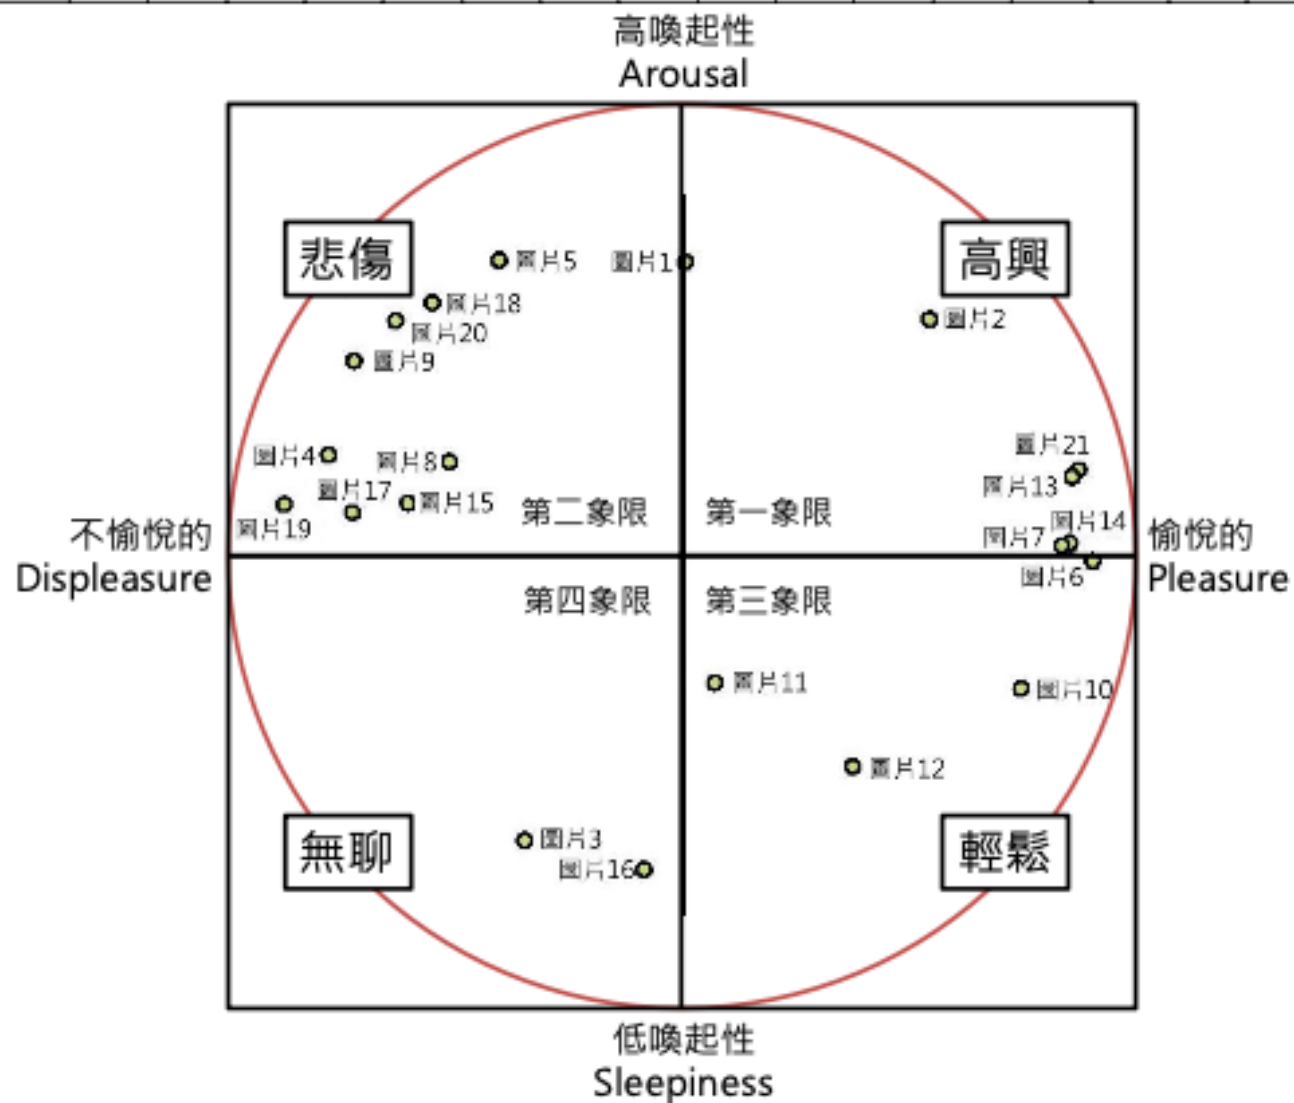 高喚起性
Arousal
悲傷
高興
圖片5
圖片1
圖片18
圖片2
圖片20
圖片9
圖片21
圖片4
圖片8
圖片13
圖片17
圖片15
第二象限
第一象限
圖片14
圖片19
圖片7
不愉悅的
Displeasure
愉悅的
Pleasure
圖片6
第四象限
第三象限
圖片11
圖片10
圖片12
無聊
圖片3
輕鬆
圖片16
低喚起性
Sleepiness